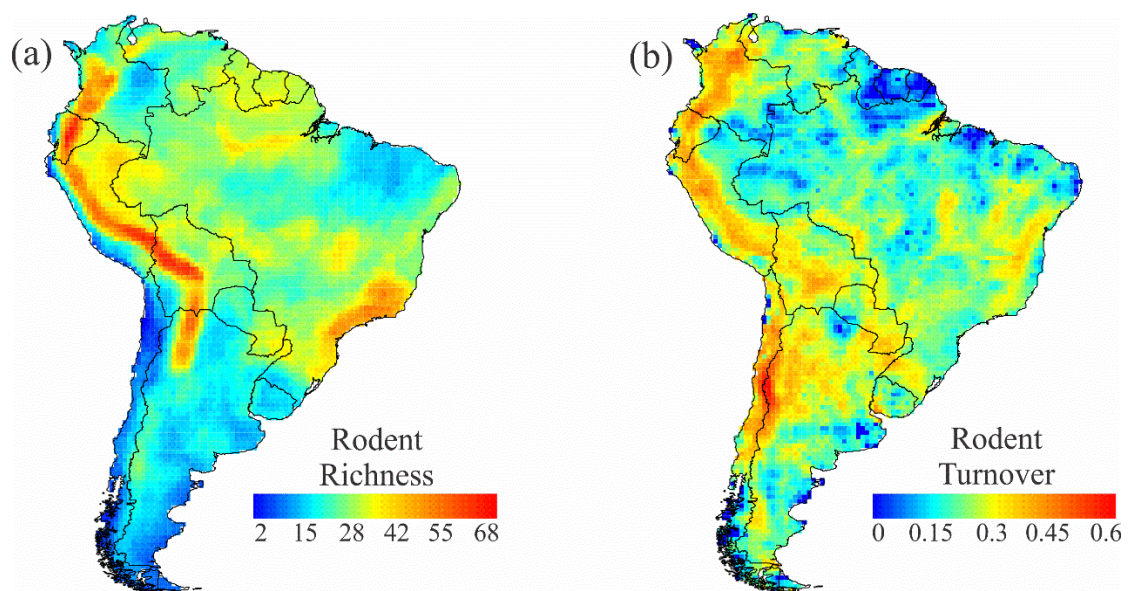 (a)
Rodent
Richness
2 15 28 42 55 68
(b)
Rodent
Turnover
0 0.15 0.3 0.45 0.6